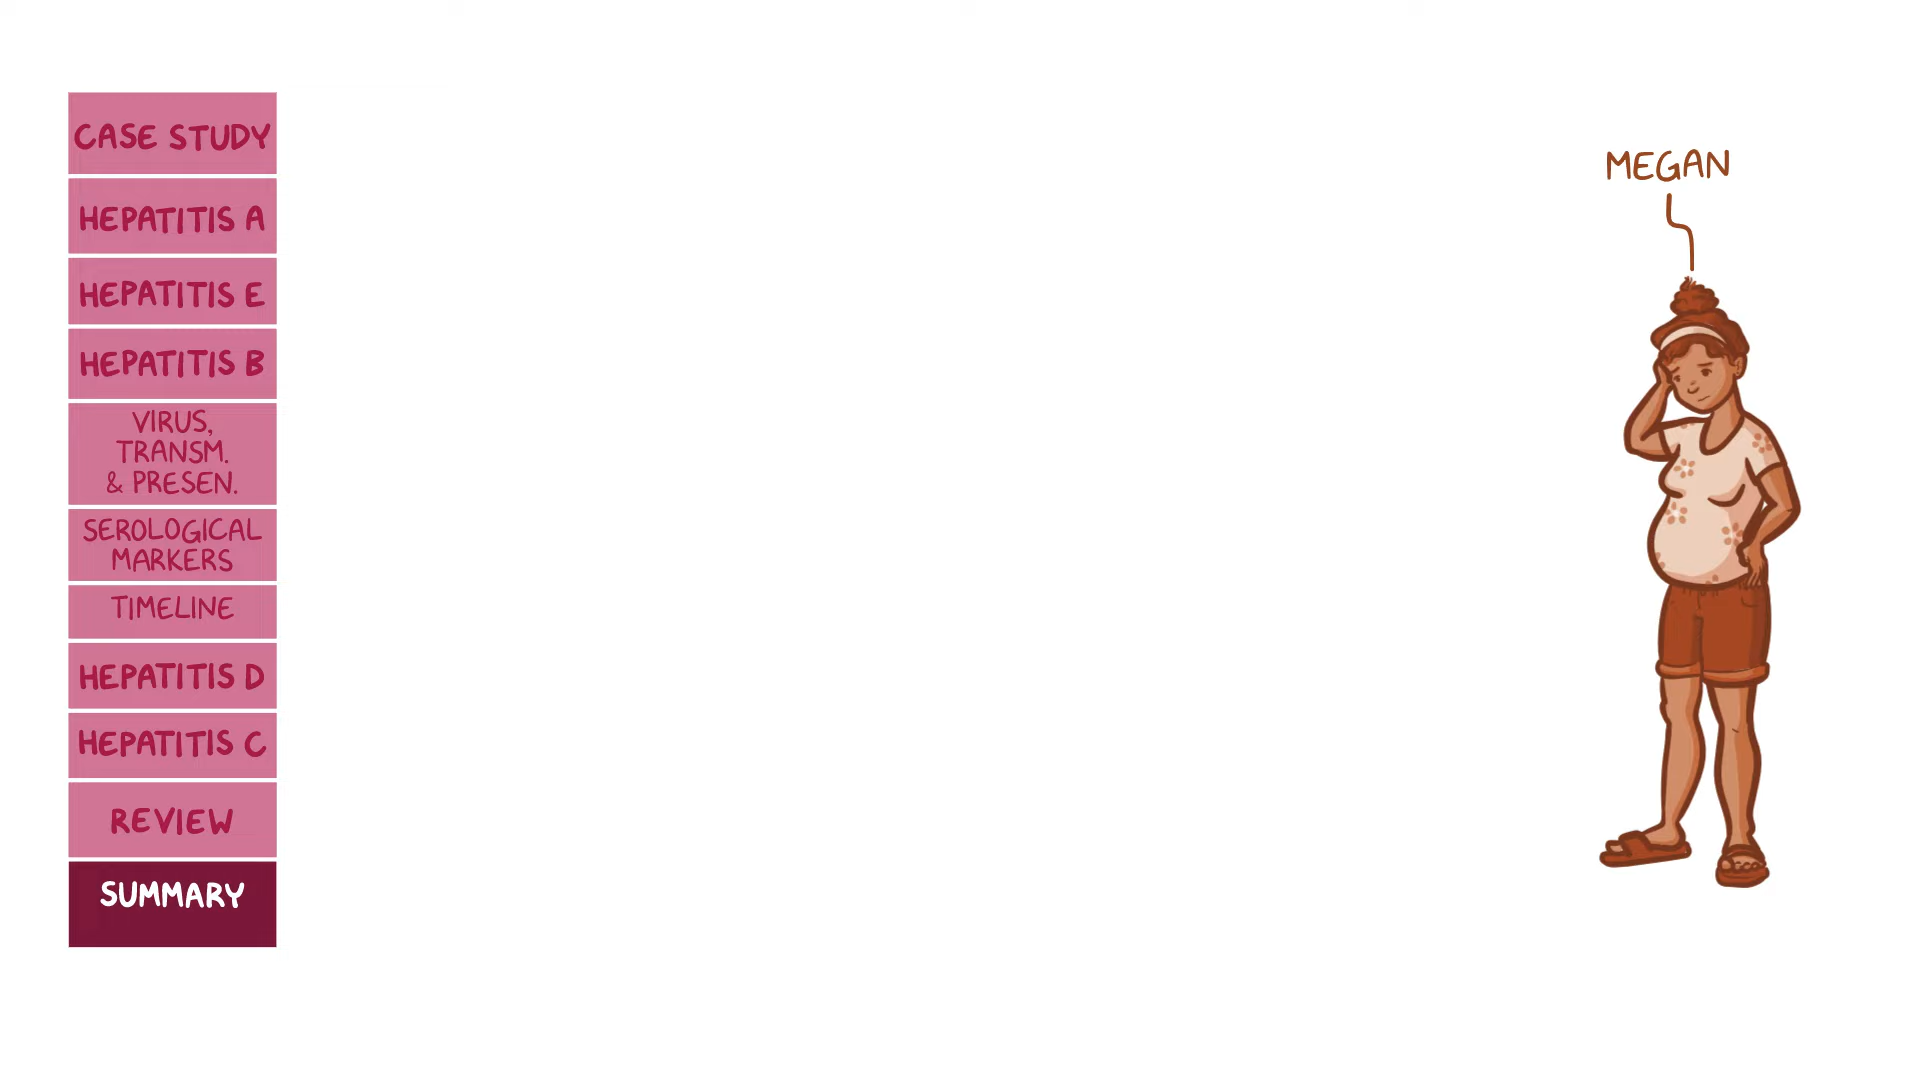 CASE STUDY
HEPATITIS A
HEPATITIS E
HEPATITIS B
VIRUS,
TRANSM.
& PRESEN.
SEROLOGICAL
MARKERS
TIMELINE
HEPATITIS D
HEPATITIS C
REVIEW
SUMMARY
MEGAN